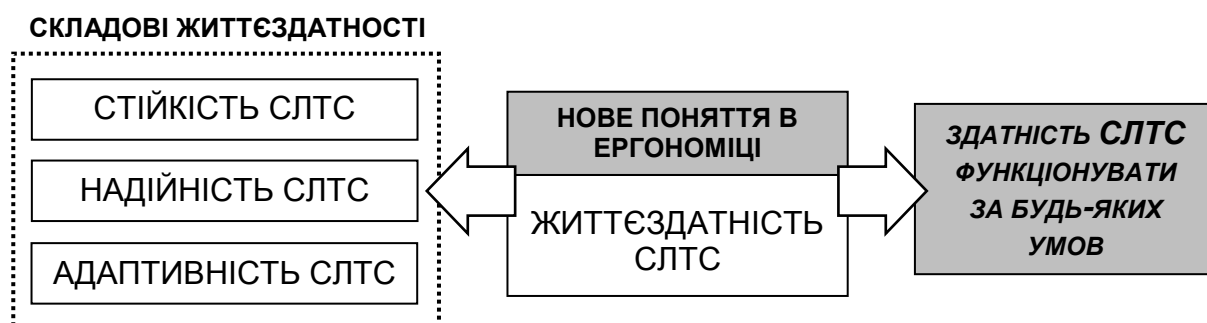 СКЛАДОВІ ЖИТТЄЗДАТНОСТІ
СТІЙКІСТЬ СЛТС
НАДІЙНІСТЬ СЛТС
АДАПТИВНІСТЬ СЛТС
НОВЕ ПОНЯТТЯ В
ЕРГОНОМІЦІ
ЖИТТЄЗДАТНІСТЬ
СЛТС
ЗДАТНІСТЬ СЛТС
ФУНКЦІОНУВАТИ
ЗА БУДЬ-ЯКИХ
УМОВ